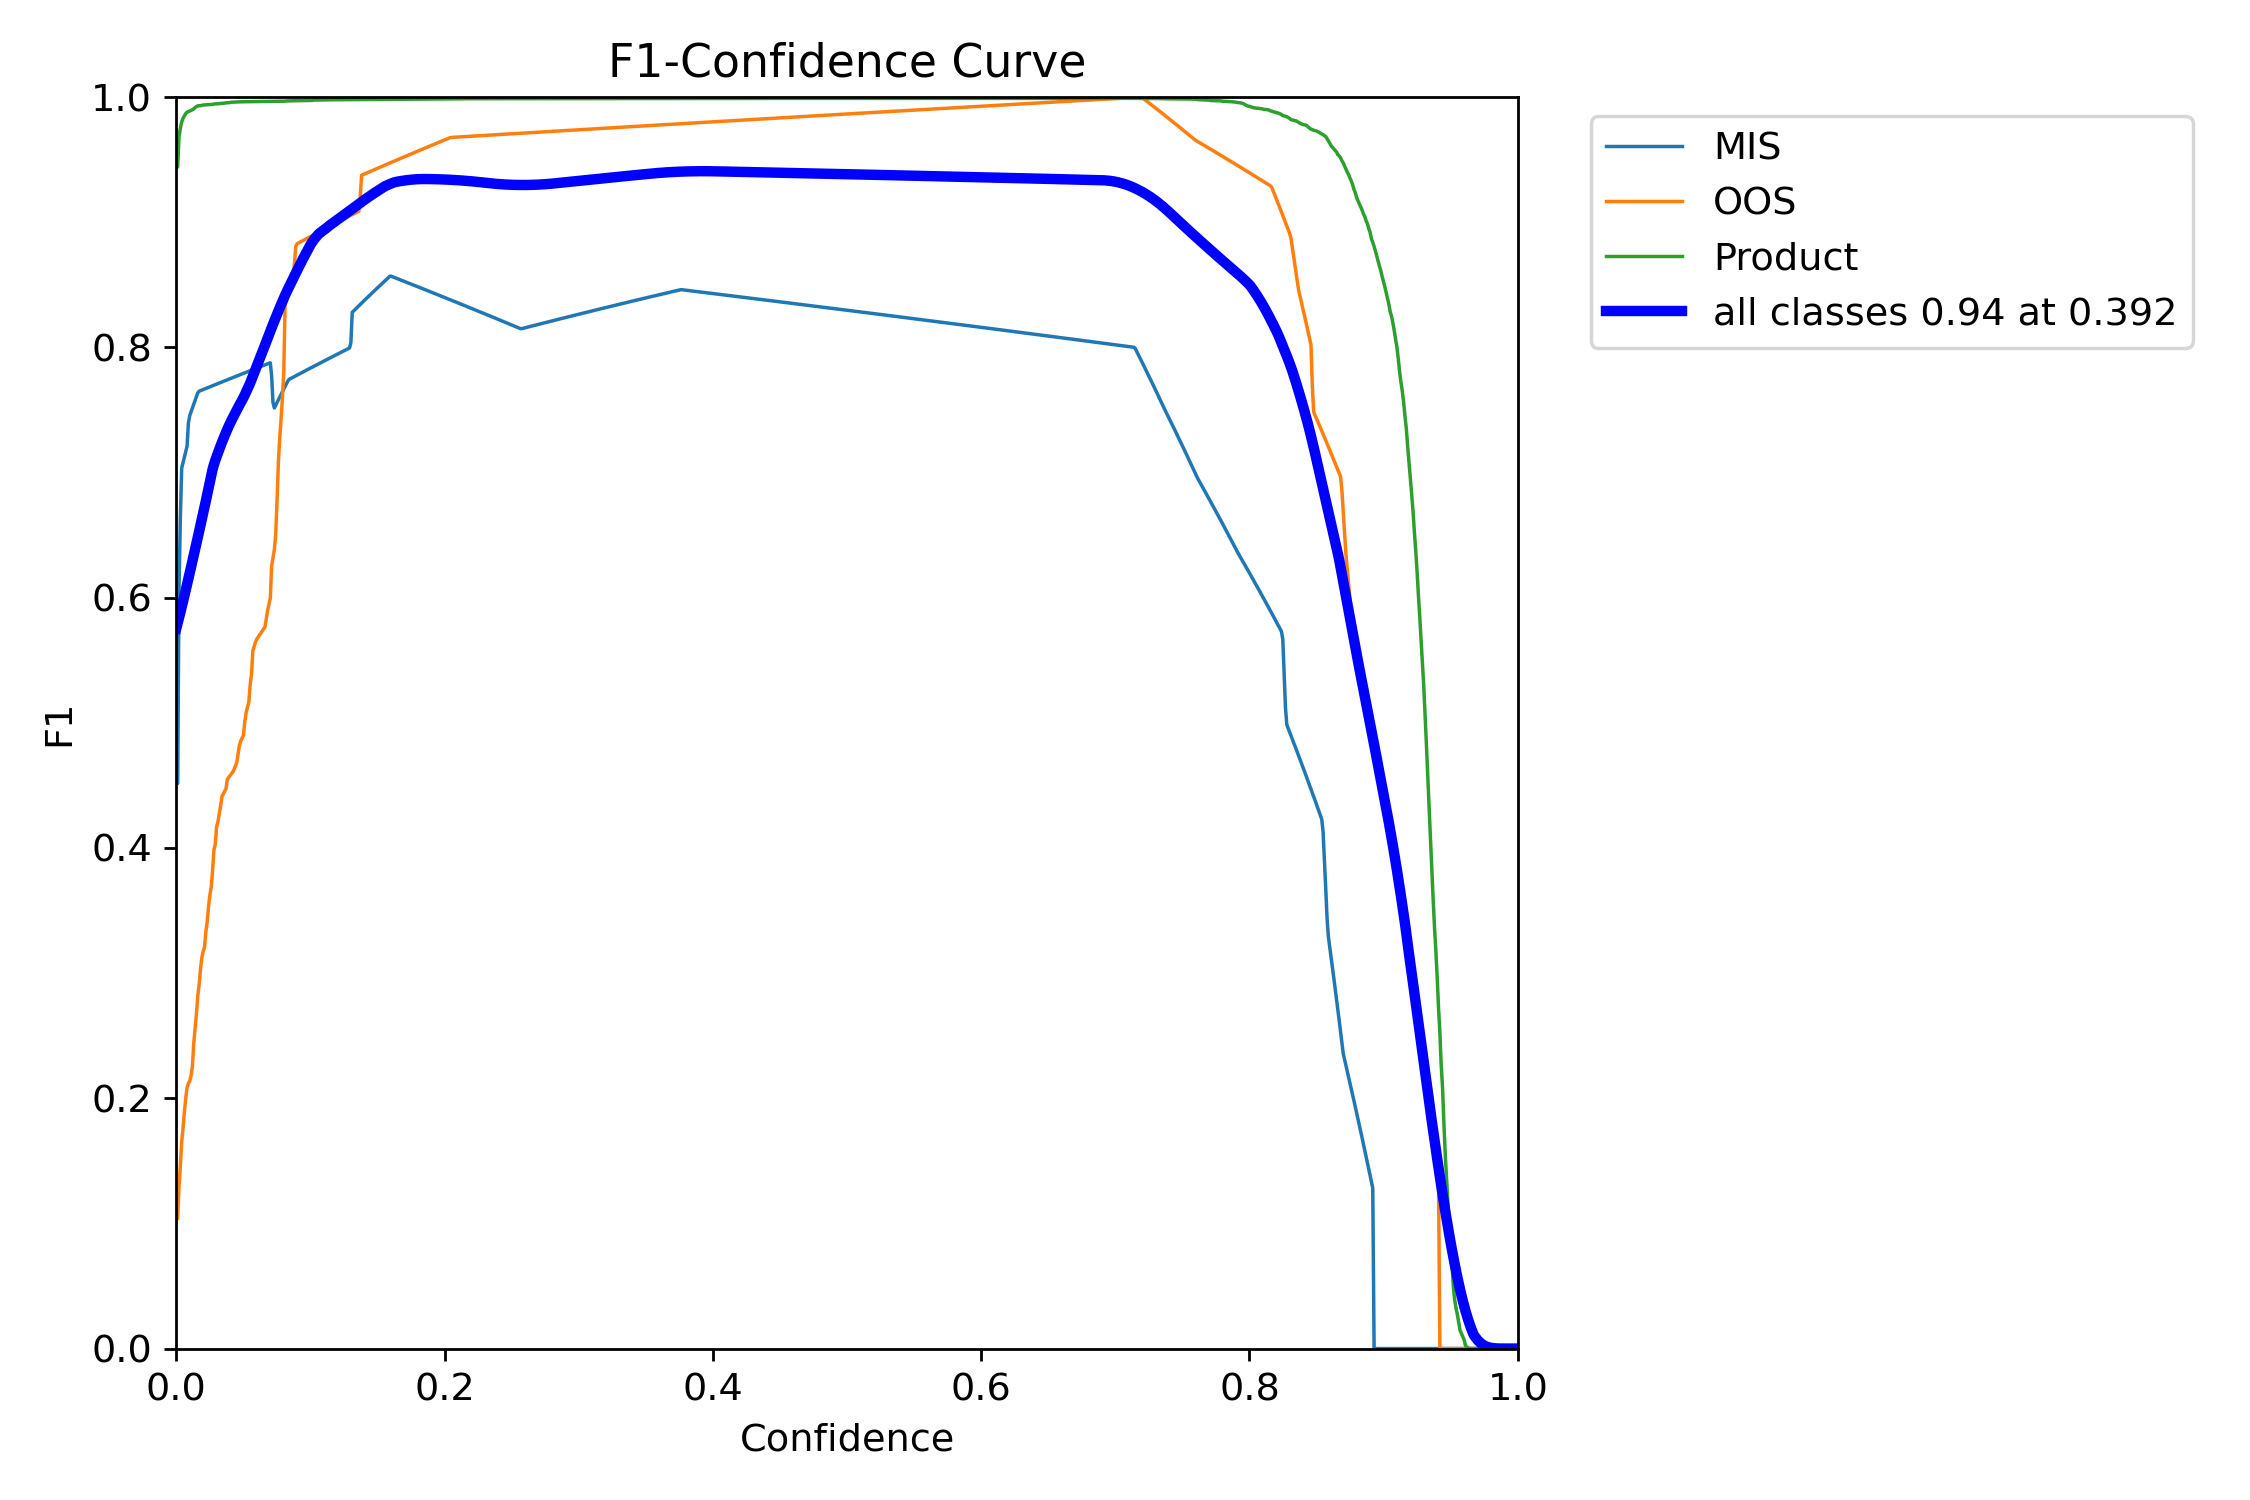 F1-Confidence Curve
1.0
0.8
0.6
0.4
0.2
0.0
F1
0.0 0.2 0.4 0.6 0.8 1.0
Confidence
MIS
OOS
Product
all classes 0.94 at 0.392